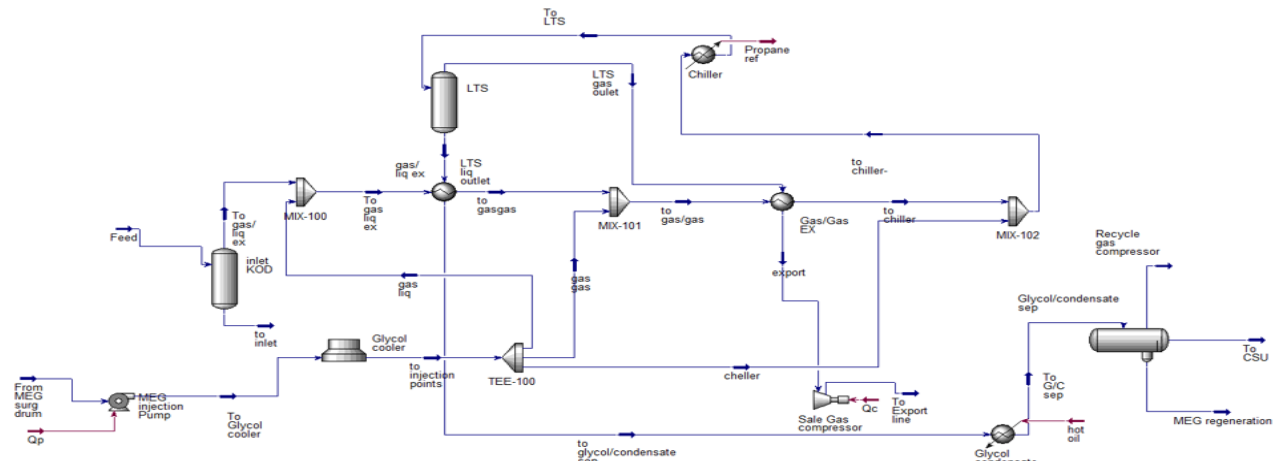 To
LTS
Propane
ref
Chiller
LTS
LTS
gas
oulet
gas/
liq ex
LTS
liq
outlet
to
chiller-
To
gas/
liq
ex
MIX-100
To
gas
liq
ex
to
gasgas
MIX-101
to
gas/gas
Gas/Gas
EX
to
chiller
MIX-102
Feed
inlet
KOD
to
inlet
gas
liq
gas
gas
export
Recycle
gas
compressor
Glycol/condensate
sep
To
CSU
Glycol
cooler
to
injection
points
TEE-100
cheller
From
MEG
surg
drum
MEG
injection
Pump
To
Glycol
cooler
Qp
Sale Gas
compressor
Qc
To
Export
line
To
G/C
sep
MEG regeneration
hot
oil
to
glycol/condensate
sep
Glycol
condensate